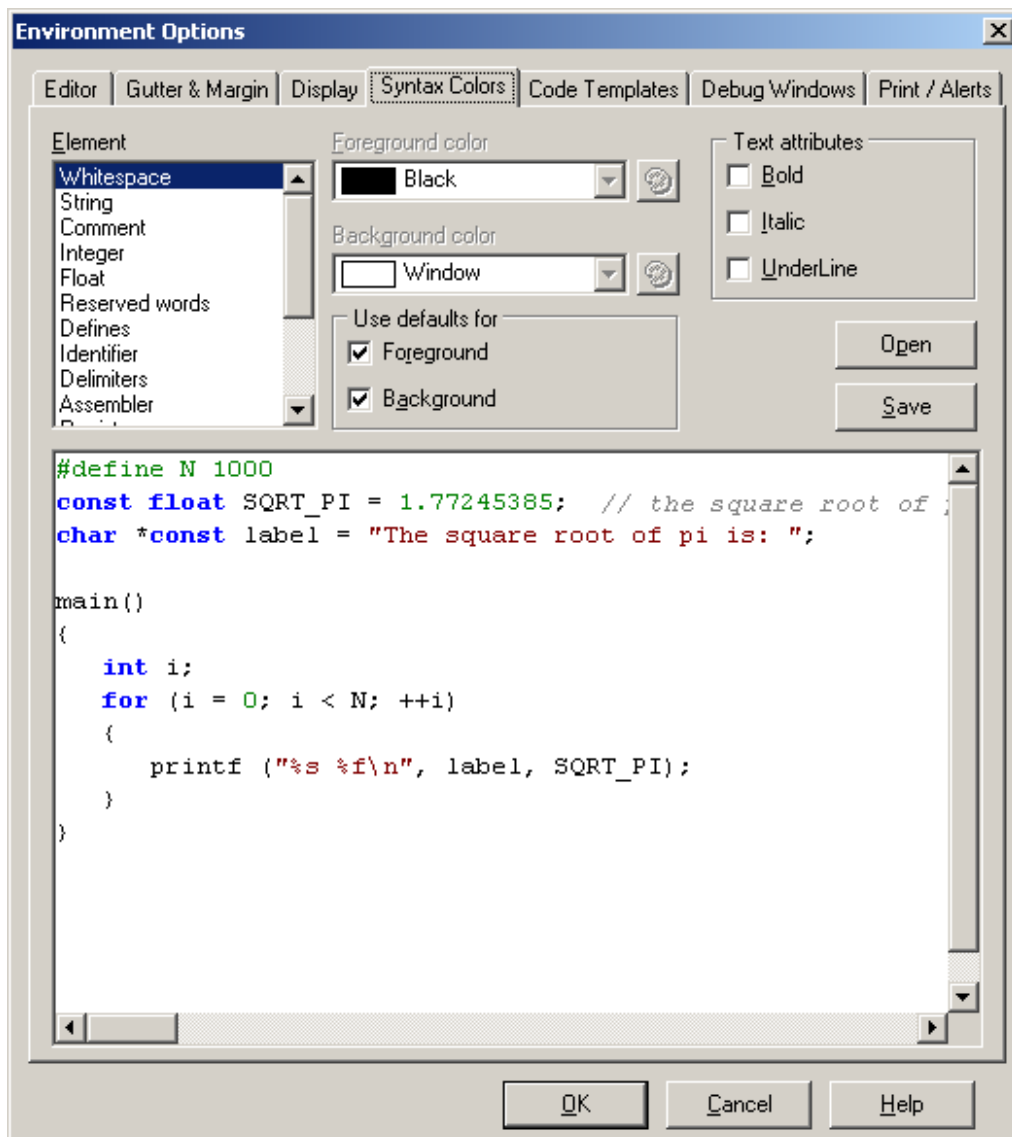 Environment Options
Editor Gutter & Margin Display Syntax Colors Code Templates Debug Windows Print / Alerts
Element
Whitespace
String
Comment
Integer
Float
Reserved words
Defines
Identifier
Delimiters
Assembler
Foreground color
Black
Background color
Window
Use defaults for
Foreground
Background
Text attributes
Bold
Italic
UnderLine
Open
Save
#define N 1000
const float SQRT_PI = 1.77245385;  // the square root of
char *const label = "The square root of pi is: ";
main()
{
   int i;
   for (i = 0; i < N; ++i)
   {
      printf ("%s %f\n", label, SQRT_PI);
   }
}
OK Cancel Help